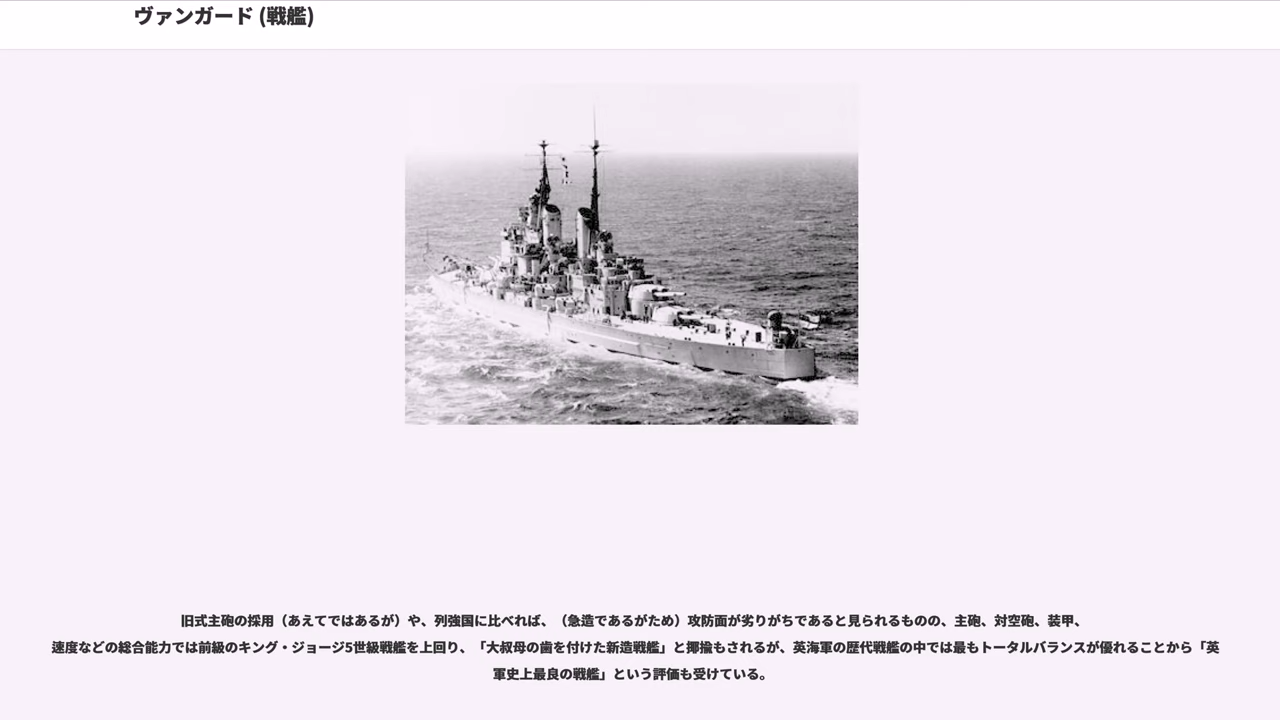 ヴァンガード (戦艦)
旧式主砲の採用（あえてではあるが）や、列強国に比べれば、（急造であるがため）攻防面が劣りがちであると見られるものの、主砲、対空砲、装甲、
速度などの総合能力では前級のキング・ジョージ5世級戦艦を上回り、「大叔母の歯を付けた新造戦艦」と揶揄もされるが、英海軍の歴代戦艦の中では最もトータルバランスが優れることから「英
軍史上最良の戦艦」という評価も受けている。